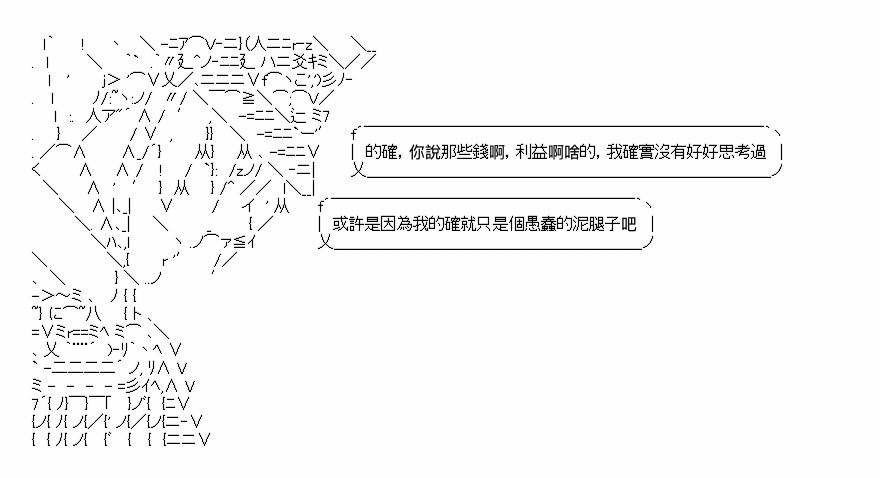 的確，你說那些錢啊，利益啊啥的，我確實沒有好好思考過
或許是因為我的確就只是個愚蠢的泥腿子吧